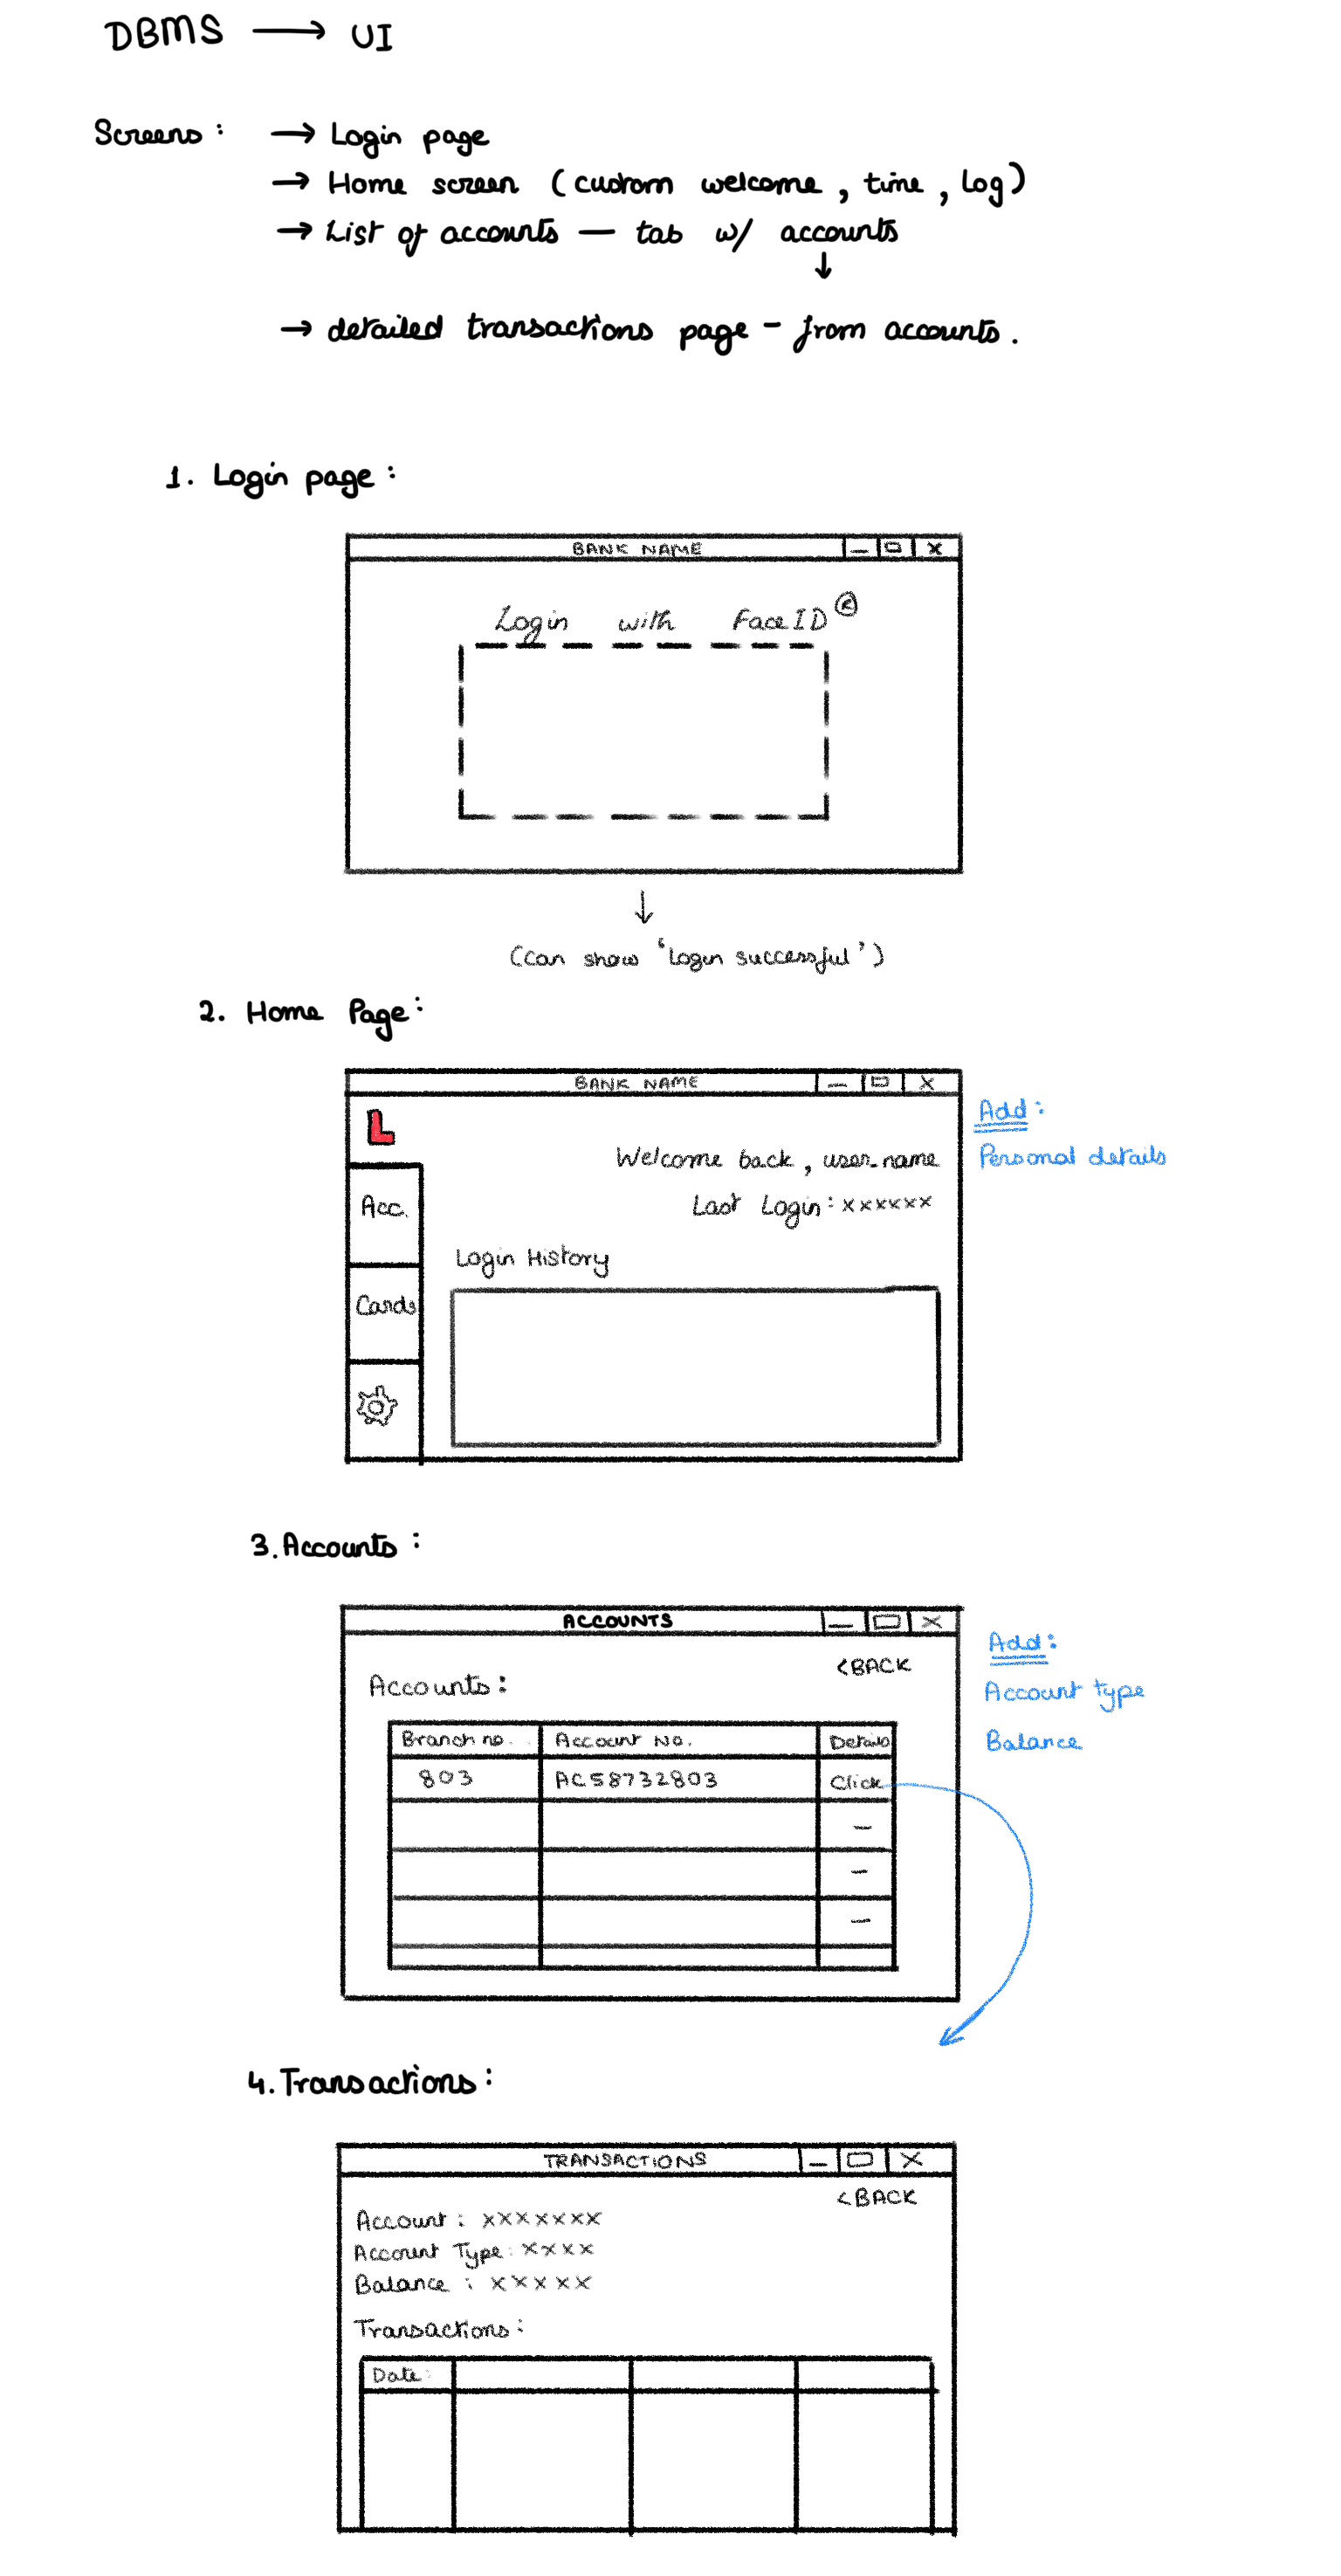 DBMS → UI
Screens : → Login page
→ Home screen (custom welcome, time, log)
→ List of accounts — tab w/ accounts
↓
→ detailed transactions page - from accounts.
1. Login page :
BANK NAME
Login with FaceID ®
↓
(can show 'login successful')
2. Home Page :
BANK NAME
L
Add :
Personal details
Welcome back, user_name
Last Login : xxxxxx
Acc.
Login History
Cards
3. Accounts :
ACCOUNTS
<BACK
Accounts :
Add :
Account type
Balance
Branch no. Account No. Details
803 AC58732803 Click
–
–
–
4. Transactions :
TRANSACTIONS
<BACK
Account : xxxxxxx
Account Type : xxxx
Balance : xxxxx
Transactions :
Date :